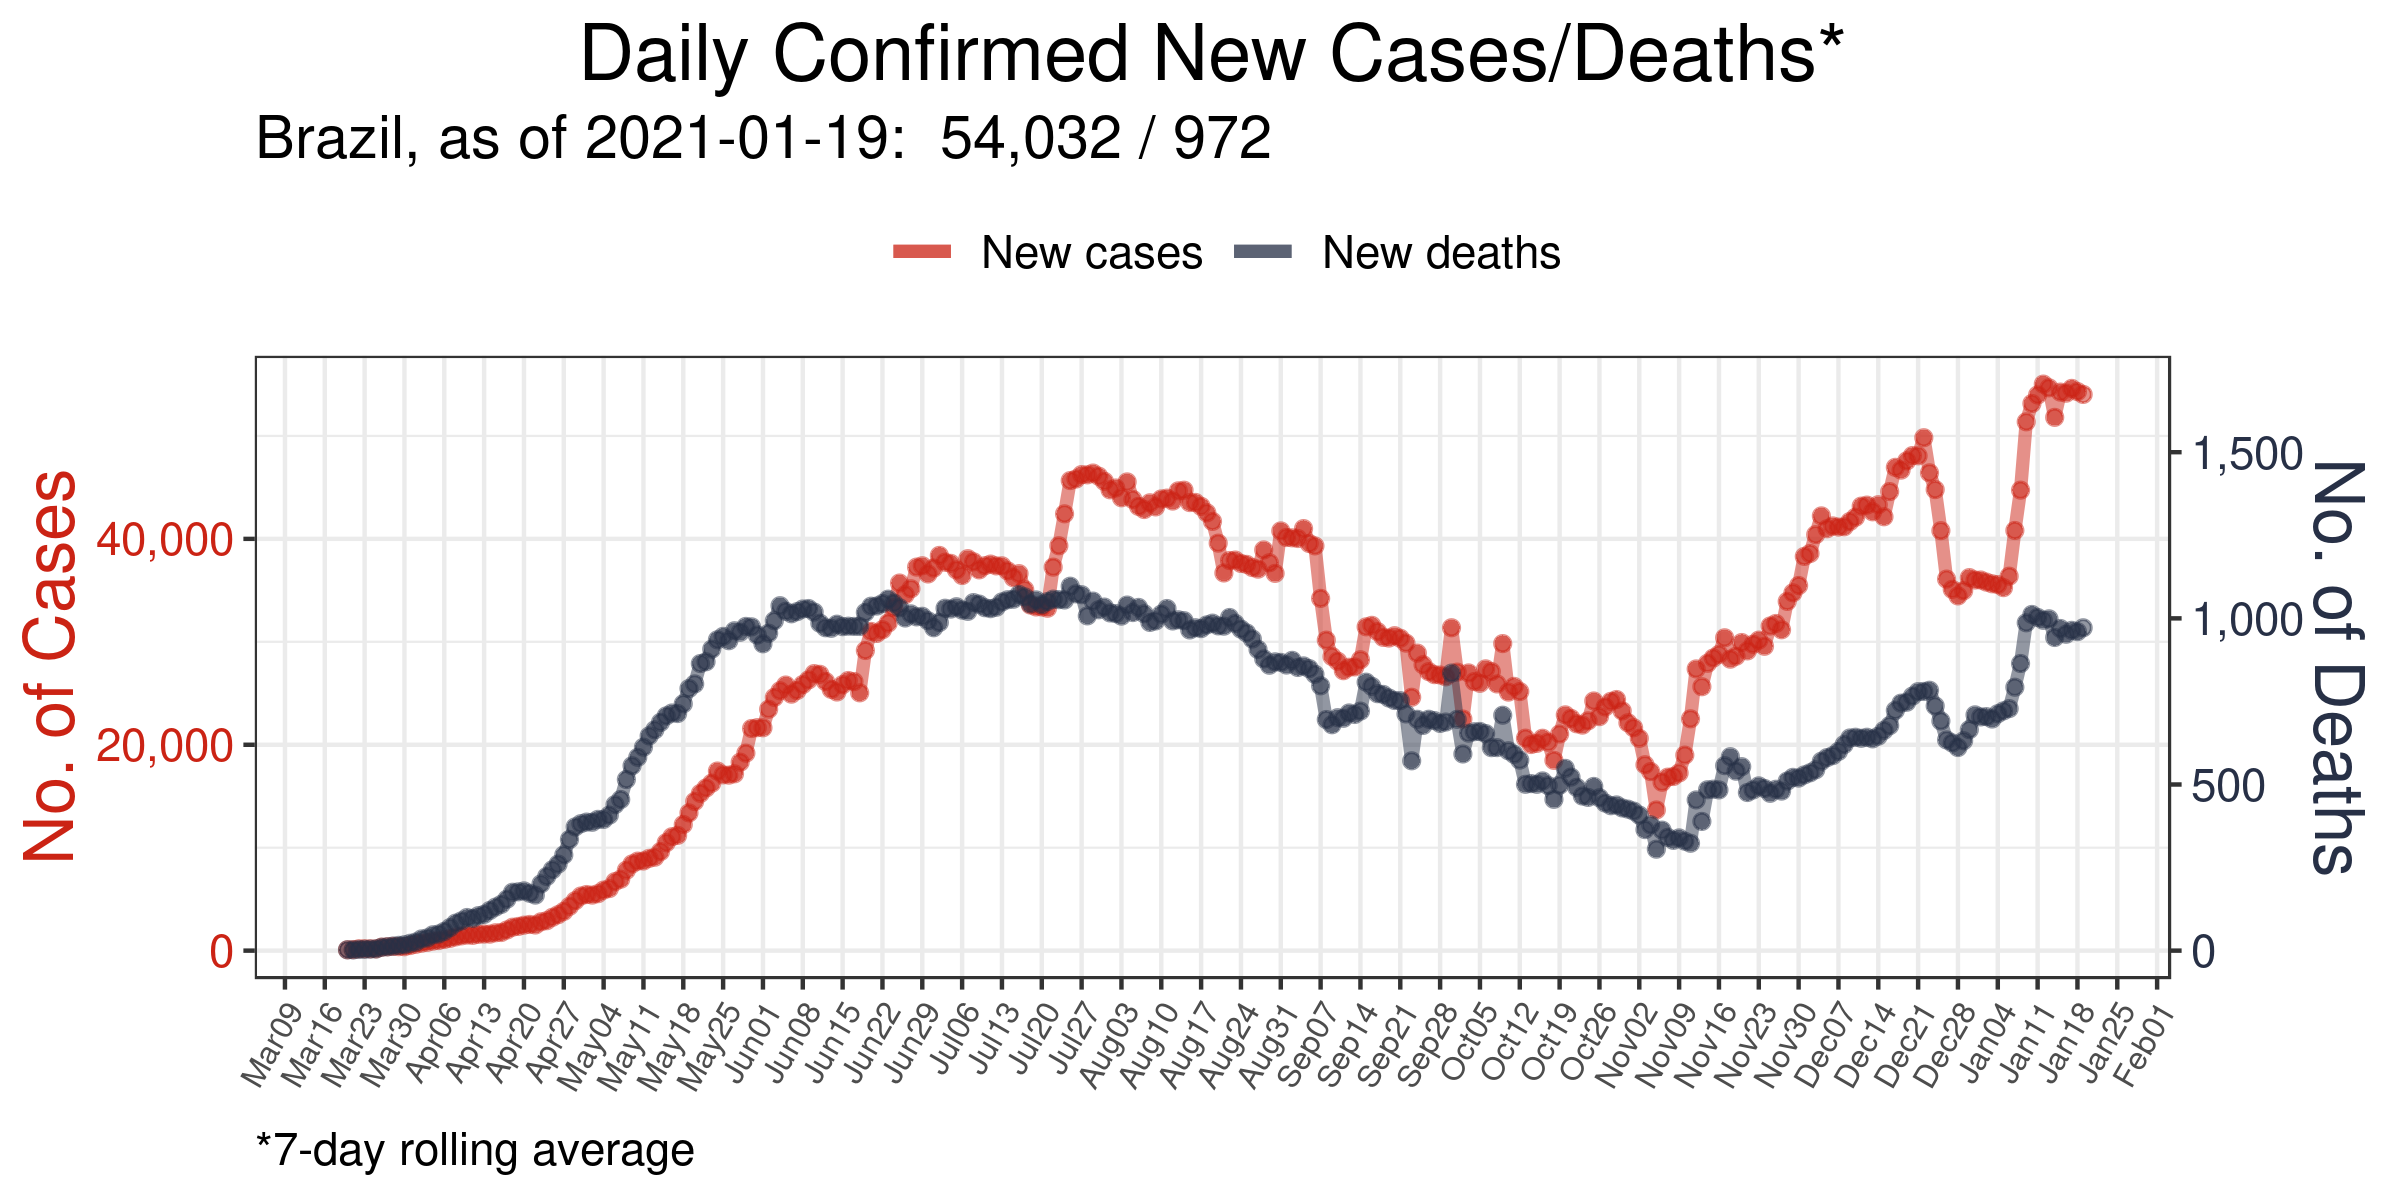 Daily Confirmed New Cases/Deaths*
Brazil, as of 2021-01-19:  54,032 / 972
New cases
New deaths
No. of Cases
40,000
20,000
0
1,500
1,000
500
0
No. of Deaths
Mar09
Mar16
Mar23
Mar30
Apr06
Apr13
Apr20
Apr27
May04
May11
May18
May25
Jun01
Jun08
Jun15
Jun22
Jun29
Jul06
Jul13
Jul20
Jul27
Aug03
Aug10
Aug17
Aug24
Aug31
Sep07
Sep14
Sep21
Sep28
Oct05
Oct12
Oct19
Oct26
Nov02
Nov09
Nov16
Nov23
Nov30
Dec07
Dec14
Dec21
Dec28
Jan04
Jan11
Jan18
Jan25
Feb01
*7-day rolling average